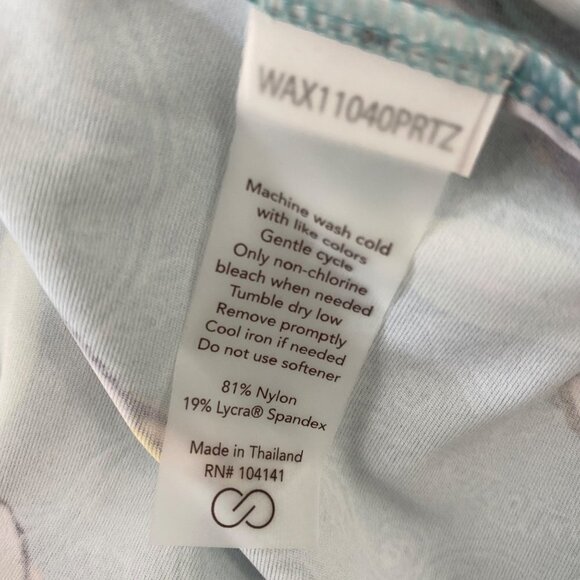 WAX11040PRTZ
Machine wash cold
with like colors
Gentle cycle
Only non-chlorine
bleach when needed
Tumble dry low
Remove promptly
Cool iron if needed
Do not use softener
81% Nylon
19% Lycra® Spandex
Made in Thailand
RN# 104141